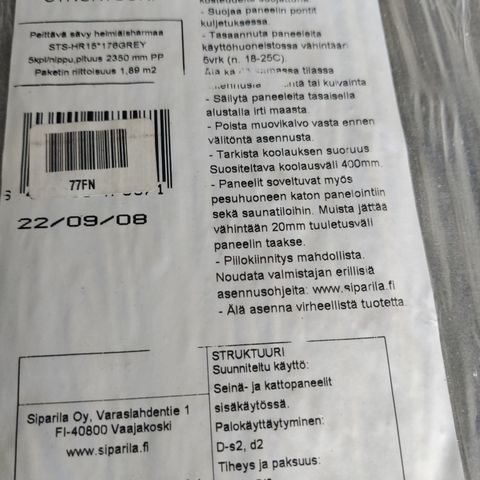 Peittävä sävy helmiäisharmaa
STS-HR15*176GREY
5kpl/nippu,pituus 2350 mm PP
Paketin riittoisuus 1,89 m2
77FN
22/09/08
- Suojaa paneelin pontit
kuljetuksessa.
- Tasaannuta paneeleita
käyttöhuoneistossa vähintään
5vrk (n. 18-25C).
Älä samassa tilassa
tai kuivainta
- Säilytä paneeleita tasaisella
alustalla irti maasta.
- Poista muovikalvo vasta ennen
välitöntä asennusta.
- Tarkista koolauksen suoruus
Suositeltava koolausväli 400mm.
- Paneelit soveltuvat myös
pesuhuoneen katon panelointiin
sekä saunatiloihin. Muista jättää
vähintään 20mm tuuletusväli
paneelin taakse.
- Piilokiinnitys mahdollista.
Noudata valmistajan erillisiä
asennusohjeita: www.siparila.fi
- Älä asenna virheellistä tuotetta.
Siparila Oy, Varaslahdentie 1
FI-40800 Vaajakoski
www.siparila.fi
STRUKTUURI
Suunniteltu käyttö:
Seinä- ja kattopaneelit
sisäkäytössä.
Palokäyttäytyminen:
D-s2, d2
Tiheys ja paksuus: